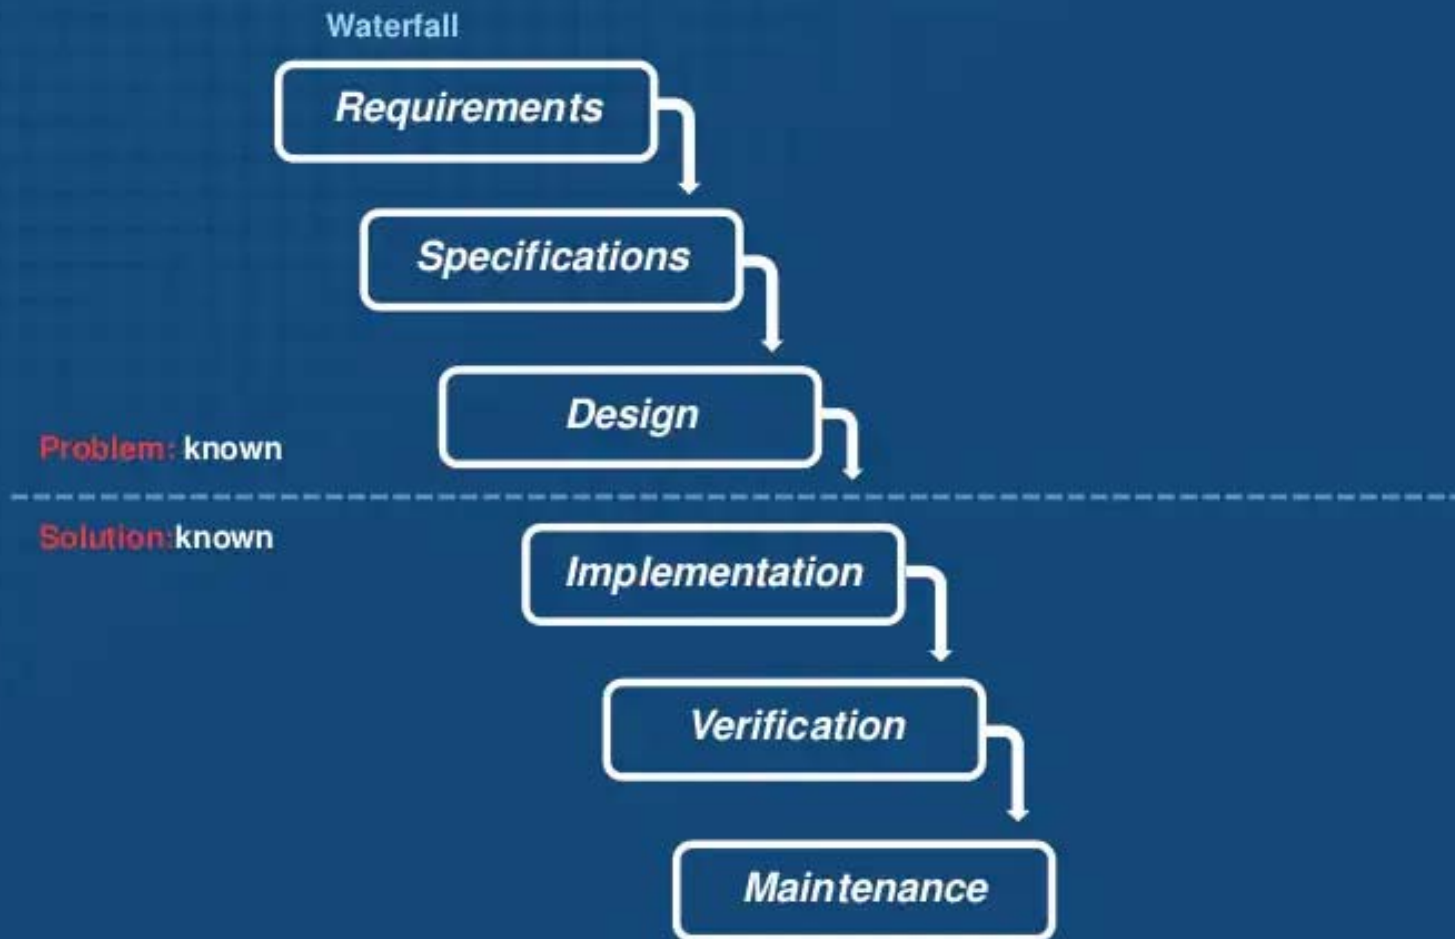 Waterfall
Requirements
Specifications
Design
Problem: known
Solution:known
Implementation
Verification
Maintenance